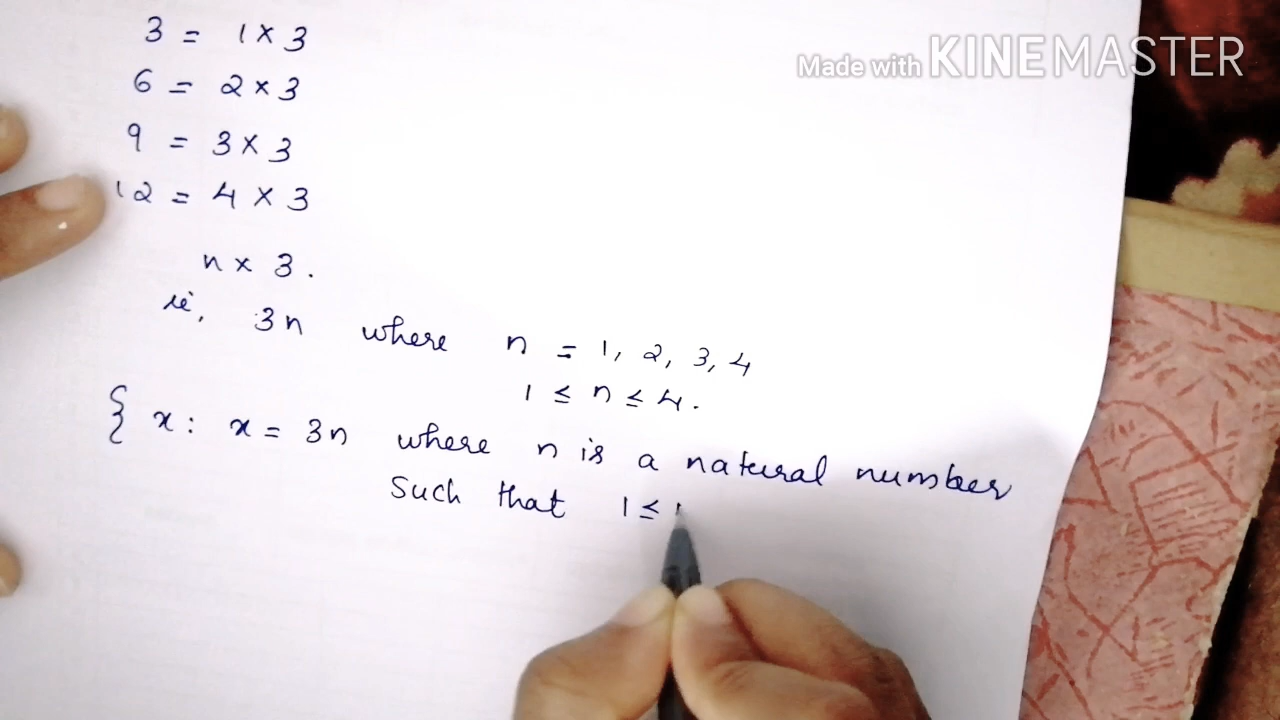 3 = 1 × 3
Made with KINEMASTER
6 = 2 × 3
9 = 3 × 3
12 = 4 × 3
n × 3.
ie, 3n where n = 1, 2, 3, 4
1 ≤ n ≤ 4.
{ x : x = 3n where n is a natural number
Such that 1 ≤